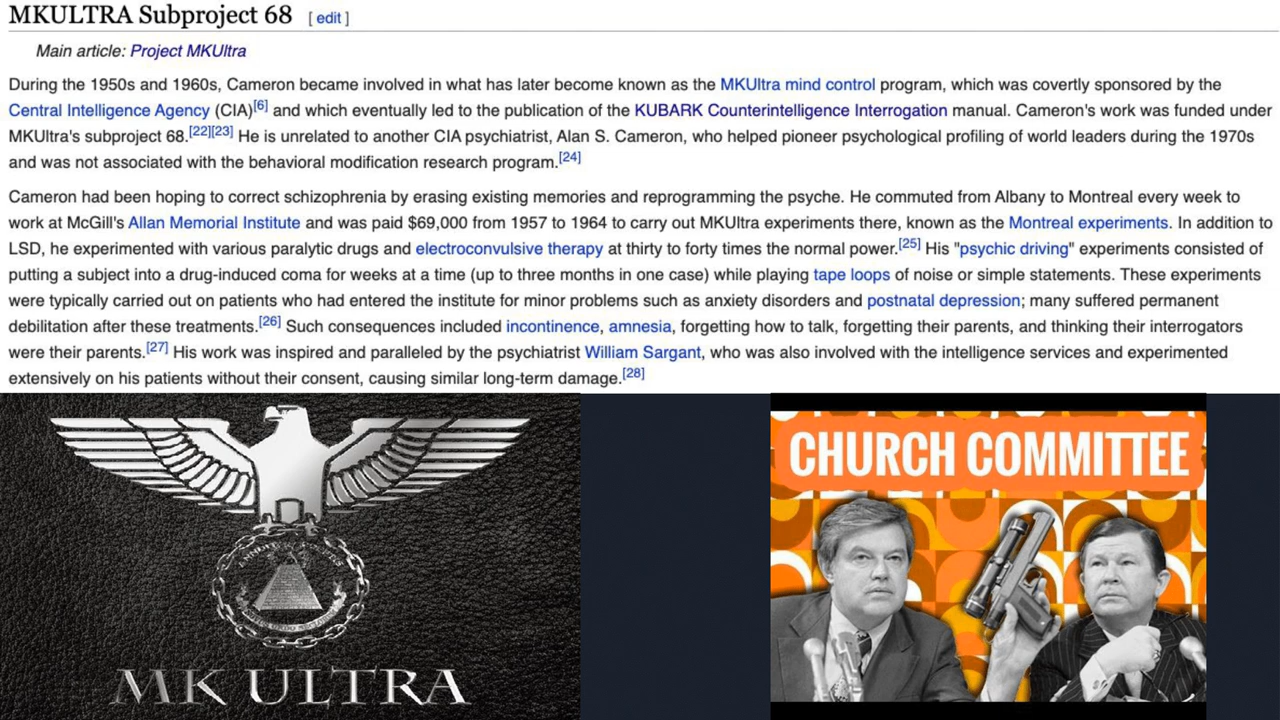 MKULTRA Subproject 68 [ edit ]
Main article: Project MKUltra
During the 1950s and 1960s, Cameron became involved in what has later become known as the MKUltra mind control program, which was covertly sponsored by the
Central Intelligence Agency (CIA)[6] and which eventually led to the publication of the KUBARK Counterintelligence Interrogation manual. Cameron's work was funded under
MKUltra's subproject 68.[22][23] He is unrelated to another CIA psychiatrist, Alan S. Cameron, who helped pioneer psychological profiling of world leaders during the 1970s
and was not associated with the behavioral modification research program.[24]
Cameron had been hoping to correct schizophrenia by erasing existing memories and reprogramming the psyche. He commuted from Albany to Montreal every week to
work at McGill's Allan Memorial Institute and was paid $69,000 from 1957 to 1964 to carry out MKUltra experiments there, known as the Montreal experiments. In addition to
LSD, he experimented with various paralytic drugs and electroconvulsive therapy at thirty to forty times the normal power.[25] His "psychic driving" experiments consisted of
putting a subject into a drug-induced coma for weeks at a time (up to three months in one case) while playing tape loops of noise or simple statements. These experiments
were typically carried out on patients who had entered the institute for minor problems such as anxiety disorders and postnatal depression; many suffered permanent
debilitation after these treatments.[26] Such consequences included incontinence, amnesia, forgetting how to talk, forgetting their parents, and thinking their interrogators
were their parents.[27] His work was inspired and paralleled by the psychiatrist William Sargant, who was also involved with the intelligence services and experimented
extensively on his patients without their consent, causing similar long-term damage.[28]
MK ULTRA
CHURCH COMMITTEE